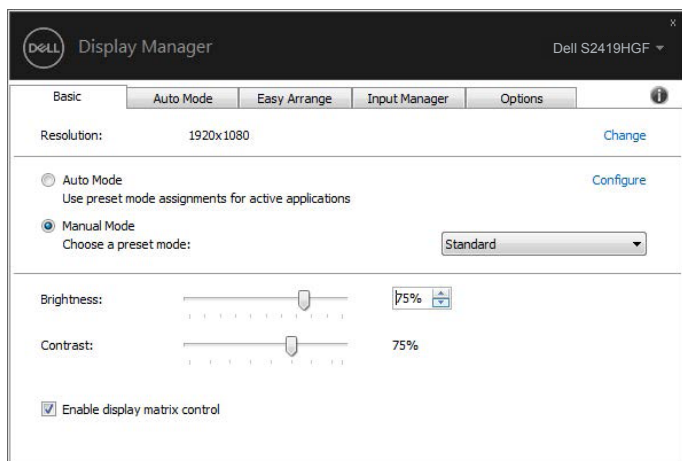 x
DELL Display Manager Dell S2419HGF
Basic Auto Mode Easy Arrange Input Manager Options i
Resolution: 1920x1080 Change
Auto Mode Configure
Use preset mode assignments for active applications
Manual Mode
Choose a preset mode: Standard
Brightness: 75%
Contrast: 75%
Enable display matrix control